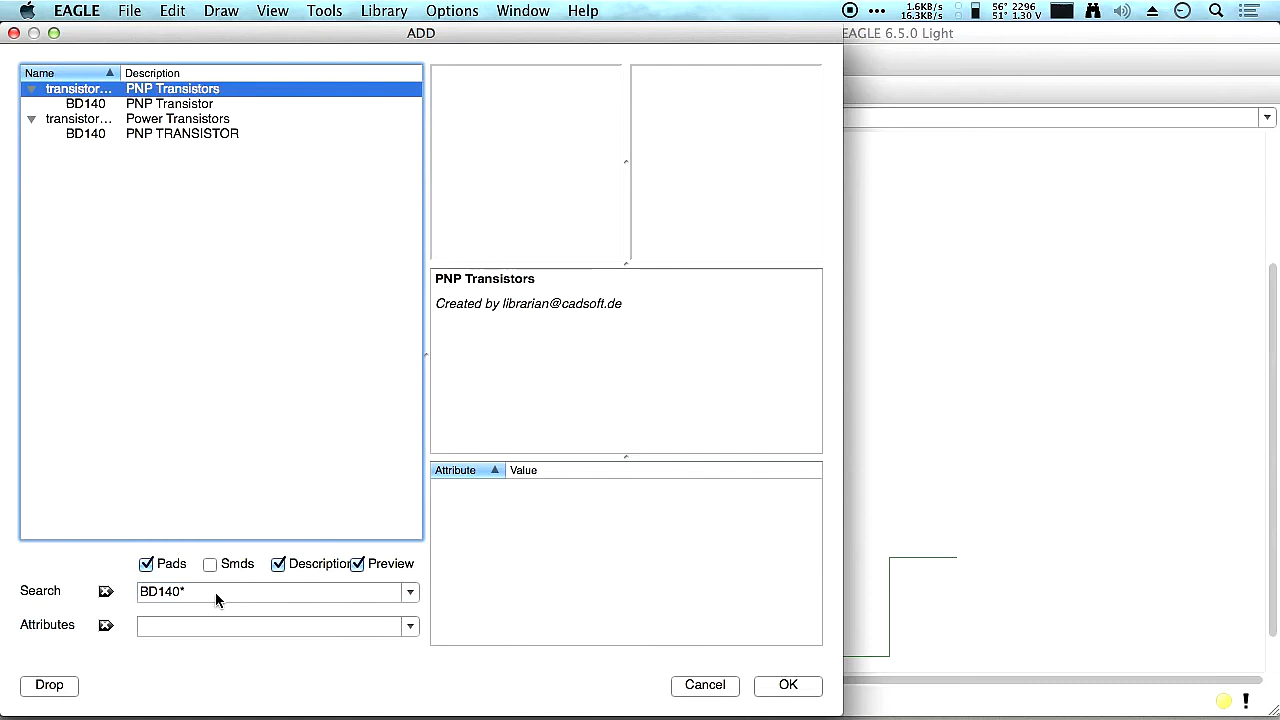 EAGLE File Edit Draw View Tools Library Options Window Help 1.6KB/s 16.3KB/s 56° 2296 51° 1.30 V
ADD
EAGLE 6.5.0 Light
Name Description
transistor... PNP Transistors
BD140 PNP Transistor
transistor... Power Transistors
BD140 PNP TRANSISTOR
PNP Transistors
Created by librarian@cadsoft.de
Attribute Value
Pads Smds Description Preview
Search BD140*
Attributes
Drop Cancel OK